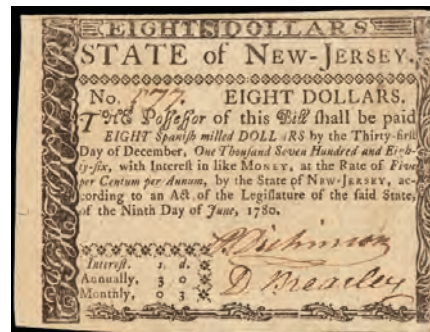 EIGHT DOLLARS
STATE of NEW-JERSEY.
No. 577. EIGHT DOLLARS.
THE Poſſeſſor of this Bill ſhall be paid
EIGHT Spaniſh milled DOLLARS by the Thirty-firſt
Day of December, One Thouſand Seven Hundred and Eigh-
ty-ſix, with Intereſt in like MONEY, at the Rate of Five
per Centum per Annum, by the State of NEW-JERSEY, ac-
cording to an Act of the Legiſlature of the ſaid State,
of the Ninth Day of June, 1780.
Intereſt. s. d.
Annually, 3 0
Monthly, 0 3
D Brearley